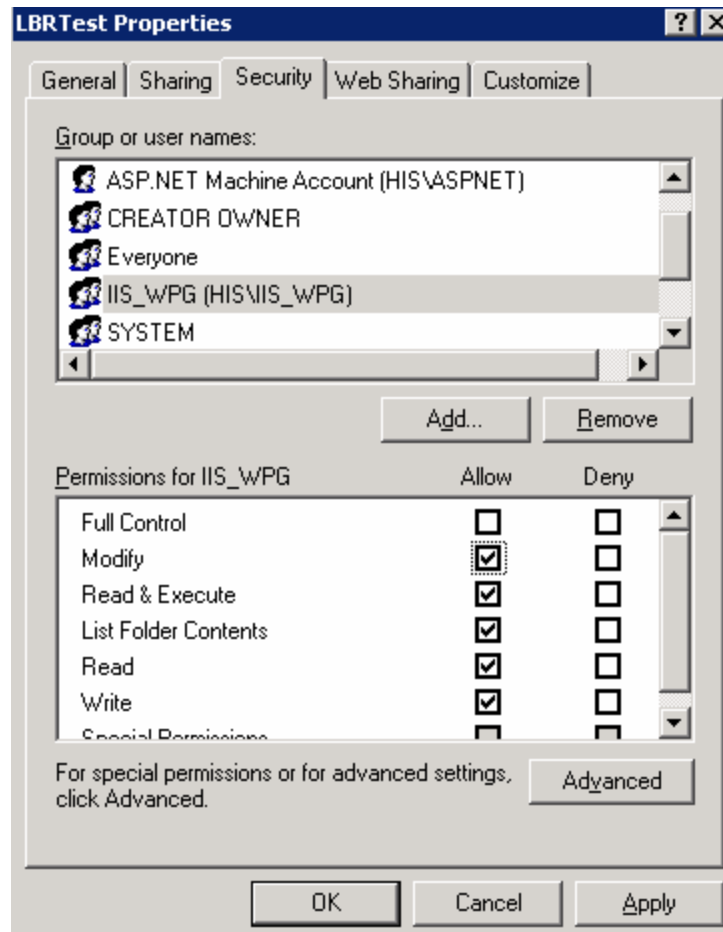 LBRTest Properties
General Sharing Security Web Sharing Customize
Group or user names:
ASP.NET Machine Account (HIS\ASPNET)
CREATOR OWNER
Everyone
IIS_WPG (HIS\IIS_WPG)
SYSTEM
Add... Remove
Permissions for IIS_WPG Allow Deny
Full Control
Modify
Read & Execute
List Folder Contents
Read
Write
Special Permissions
For special permissions or for advanced settings, Advanced
click Advanced.
OK Cancel Apply